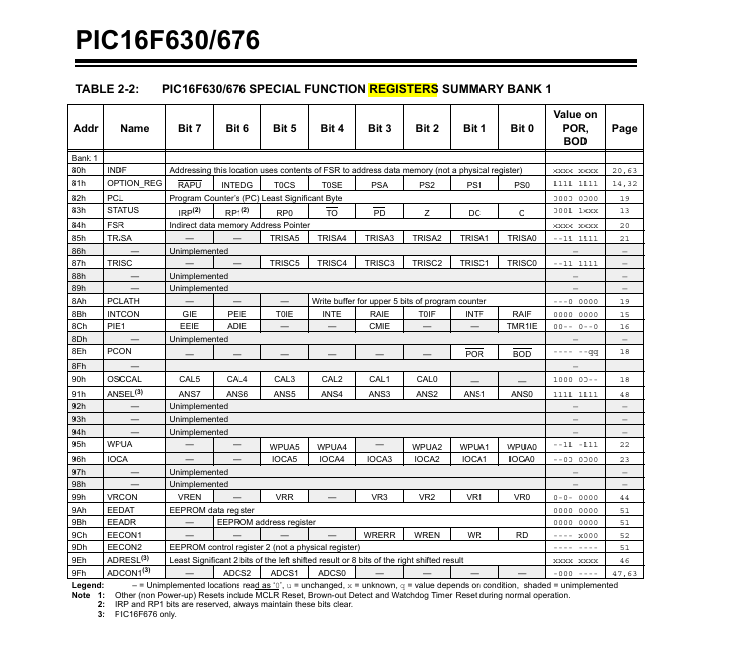 PIC16F630/676
TABLE 2-2: PIC16F630/676 SPECIAL FUNCTION REGISTERS SUMMARY BANK 1
Addr Name Bit 7 Bit 6 Bit 5 Bit 4 Bit 3 Bit 2 Bit 1 Bit 0 Value on POR, BOD Page
Bank 1
80h INDF Addressing this location uses contents of FSR to address data memory (not a physical register) xxxx xxxx 20,63
81h OPTION_REG RAPU INTEDG T0CS T0SE PSA PS2 PS1 PS0 1111 1111 14,32
82h PCL Program Counter's (PC) Least Significant Byte 0000 0000 19
83h STATUS IRP(2) RP1(2) RP0 TO PD Z DC C 0001 1xxx 13
84h FSR Indirect data memory Address Pointer xxxx xxxx 20
85h TRISA — — TRISA5 TRISA4 TRISA3 TRISA2 TRISA1 TRISA0 --11 1111 21
86h — Unimplemented — —
87h TRISC — — TRISC5 TRISC4 TRISC3 TRISC2 TRISC1 TRISC0 --11 1111 —
88h — Unimplemented — —
89h — Unimplemented — —
8Ah PCLATH — — — Write buffer for upper 5 bits of program counter ---0 0000 19
8Bh INTCON GIE PEIE T0IE INTE RAIE T0IF INTF RAIF 0000 0000 15
8Ch PIE1 EEIE ADIE — — CMIE — — TMR1IE 00-- 0--0 16
8Dh — Unimplemented — —
8Eh PCON — — — — — — POR BOD ---- --qq 18
8Fh — — —
90h OSCCAL CAL5 CAL4 CAL3 CAL2 CAL1 CAL0 — — 1000 00-- 18
91h ANSEL(3) ANS7 ANS6 ANS5 ANS4 ANS3 ANS2 ANS1 ANS0 1111 1111 48
92h — Unimplemented — —
93h — Unimplemented — —
94h — Unimplemented — —
95h WPUA — — WPUA5 WPUA4 — WPUA2 WPUA1 WPUA0 --11 -111 22
96h IOCA — — IOCA5 IOCA4 IOCA3 IOCA2 IOCA1 IOCA0 --00 0000 23
97h — Unimplemented — —
98h — Unimplemented — —
99h VRCON VREN — VRR — VR3 VR2 VR1 VR0 0-0- 0000 44
9Ah EEDAT EEPROM data register 0000 0000 51
9Bh EEADR — EEPROM address register 0000 0000 51
9Ch EECON1 — — — — WRERR WREN WR RD ---- x000 52
9Dh EECON2 EEPROM control register 2 (not a physical register) ---- ---- 51
9Eh ADRESL(3) Least Significant 2 bits of the left shifted result or 8 bits of the right shifted result xxxx xxxx 46
9Fh ADCON1(3) — ADCS2 ADCS1 ADCS0 — — — — -000 ---- 47,63
Legend: – = Unimplemented locations read as '0', u = unchanged, x = unknown, q = value depends on condition, shaded = unimplemented
Note 1: Other (non Power-up) Resets include MCLR Reset, Brown-out Detect and Watchdog Timer Reset during normal operation.
2: IRP and RP1 bits are reserved, always maintain these bits clear.
3: PIC16F676 only.